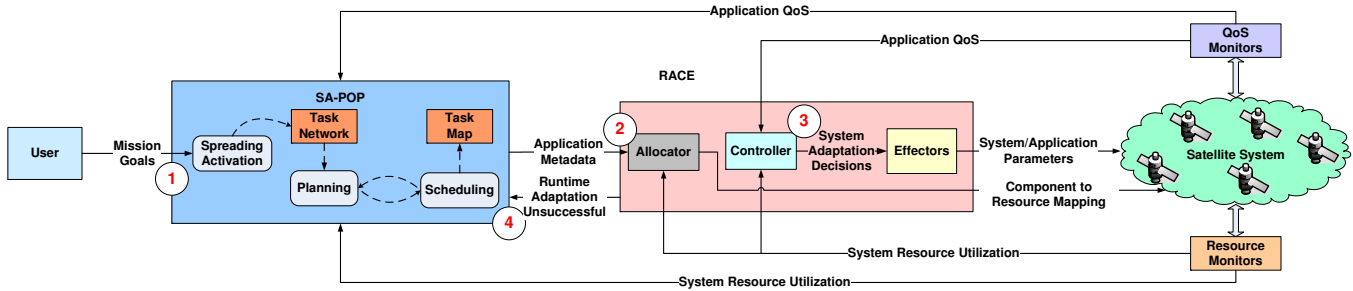 Application QoS
Application QoS
QoS
Monitors
RACE
SA-POP
User
Mission
Goals
1
Spreading
Activation
Task
Network
Task
Map
Planning
Scheduling
4
Application
Metadata
Runtime
Adaptation
Unsuccessful
2
Allocator
Controller
3
System
Adaptation
Decisions
Effectors
System/Application
Parameters
Component to
Resource Mapping
Satellite System
System Resource Utilization
Resource
Monitors
System Resource Utilization